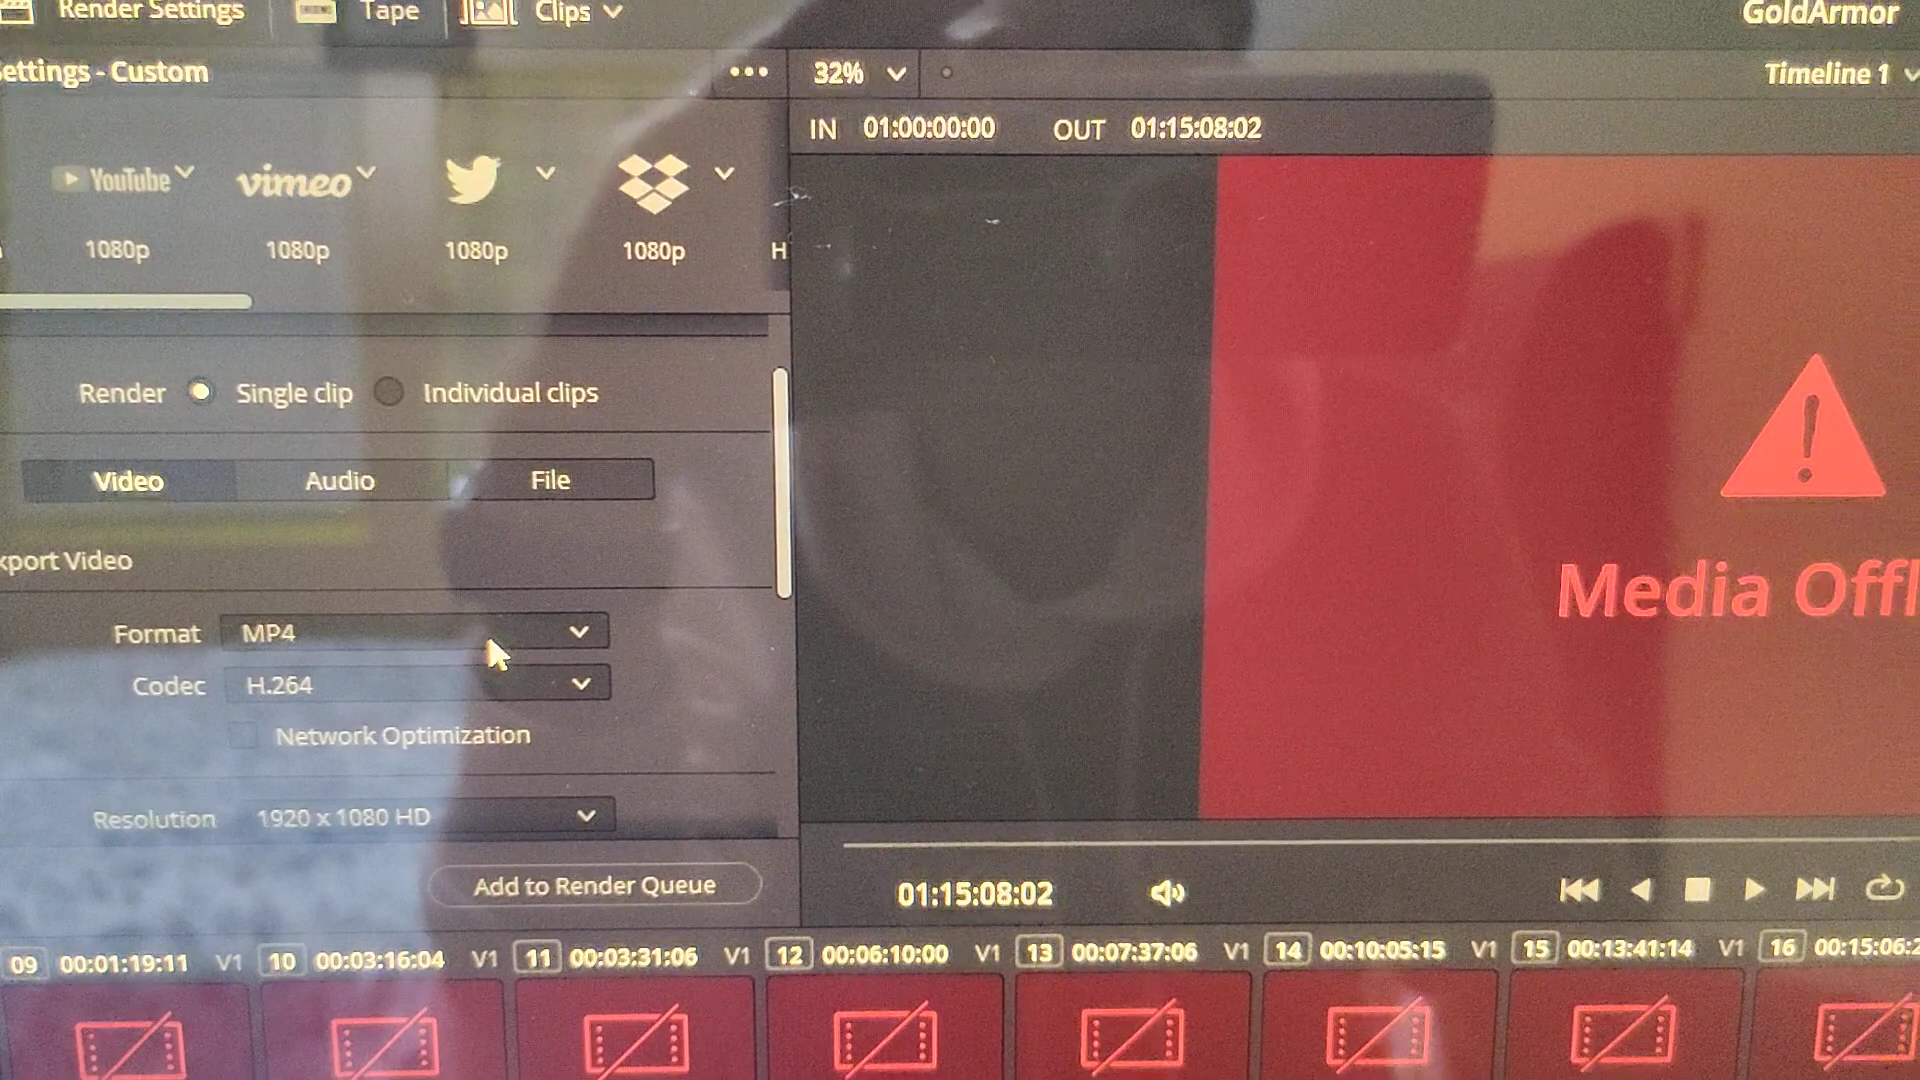 Render Settings Tape Clips GoldArmor
ettings - Custom 32% Timeline 1
IN 01:00:00:00 OUT 01:15:08:02
YouTube vimeo
1080p 1080p 1080p 1080p H
Render Single clip Individual clips
Video Audio File
xport Video
Media Offl
Format MP4
Codec H.264
Network Optimization
Resolution 1920 x 1080 HD
Add to Render Queue 01:15:08:02
09 00:01:19:11 V1 10 00:03:16:04 V1 11 00:03:31:06 V1 12 00:06:10:00 V1 13 00:07:37:06 V1 14 00:10:05:15 V1 15 00:13:41:14 V1 16 00:15:06:2